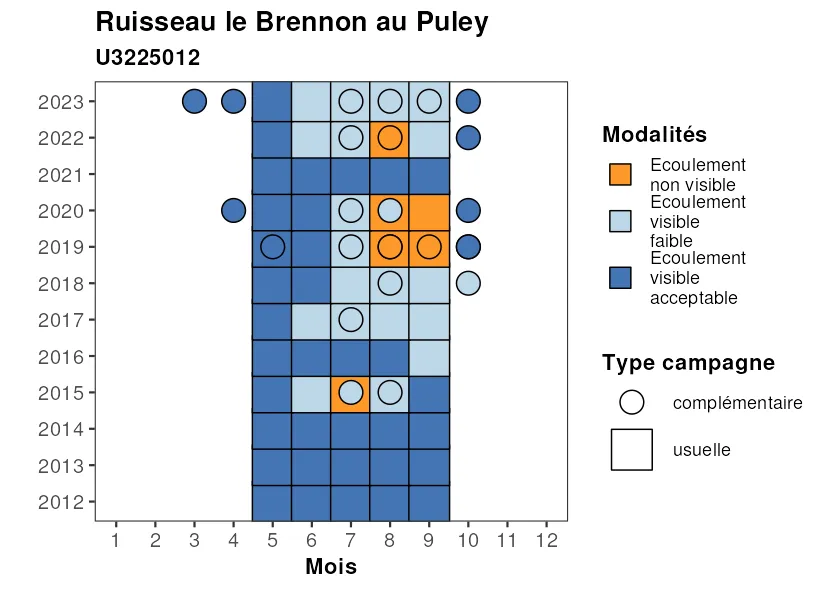 Ruisseau le Brennon au Puley
U3225012
2023
2022
2021
2020
2019
2018
2017
2016
2015
2014
2013
2012
1 2 3 4 5 6 7 8 9 10 11 12
Mois
Modalités
Ecoulement
non visible
Ecoulement
visible
faible
Ecoulement
visible
acceptable
Type campagne
complémentaire
usuelle